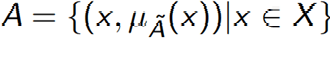 A = {(x, μ_Ã(x))|x ∈ X}